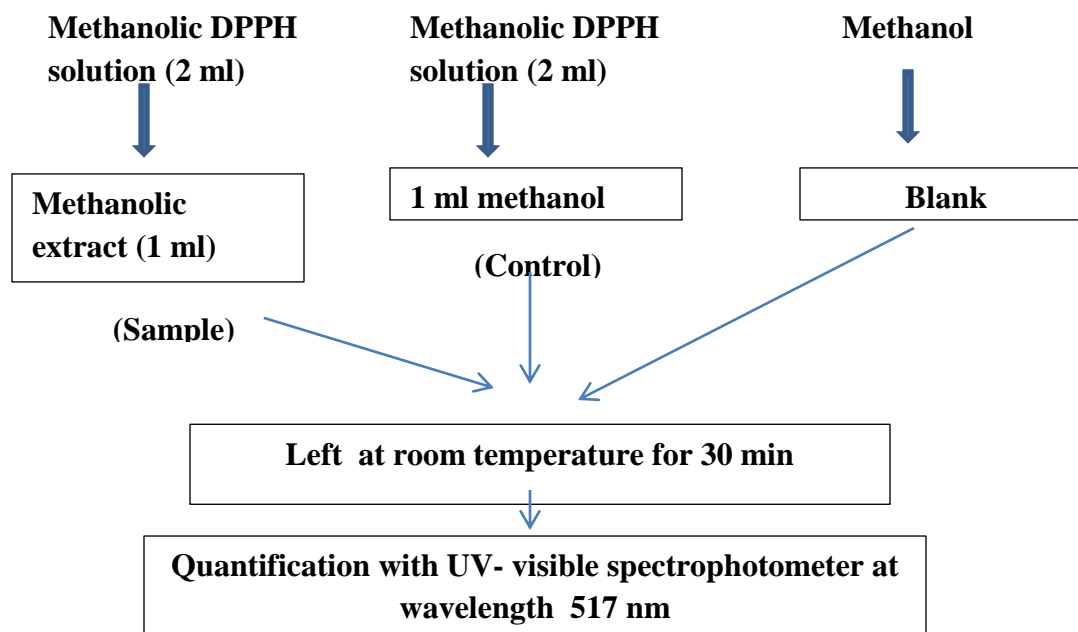 Methanolic DPPH
solution (2 ml)
Methanolic DPPH
solution (2 ml)
Methanol
Methanolic
extract (1 ml)
(Sample)
1 ml methanol
(Control)
Blank
Left at room temperature for 30 min
Quantification with UV- visible spectrophotometer at
wavelength 517 nm